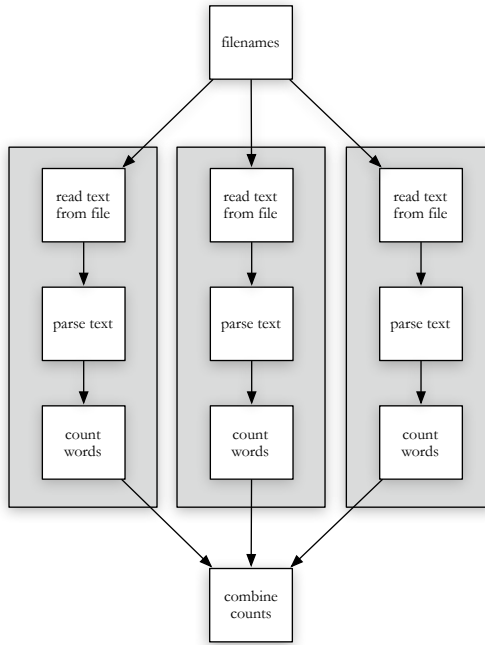 filenames
read text
from file
read text
from file
read text
from file
parse text
parse text
parse text
count
words
count
words
count
words
combine
counts